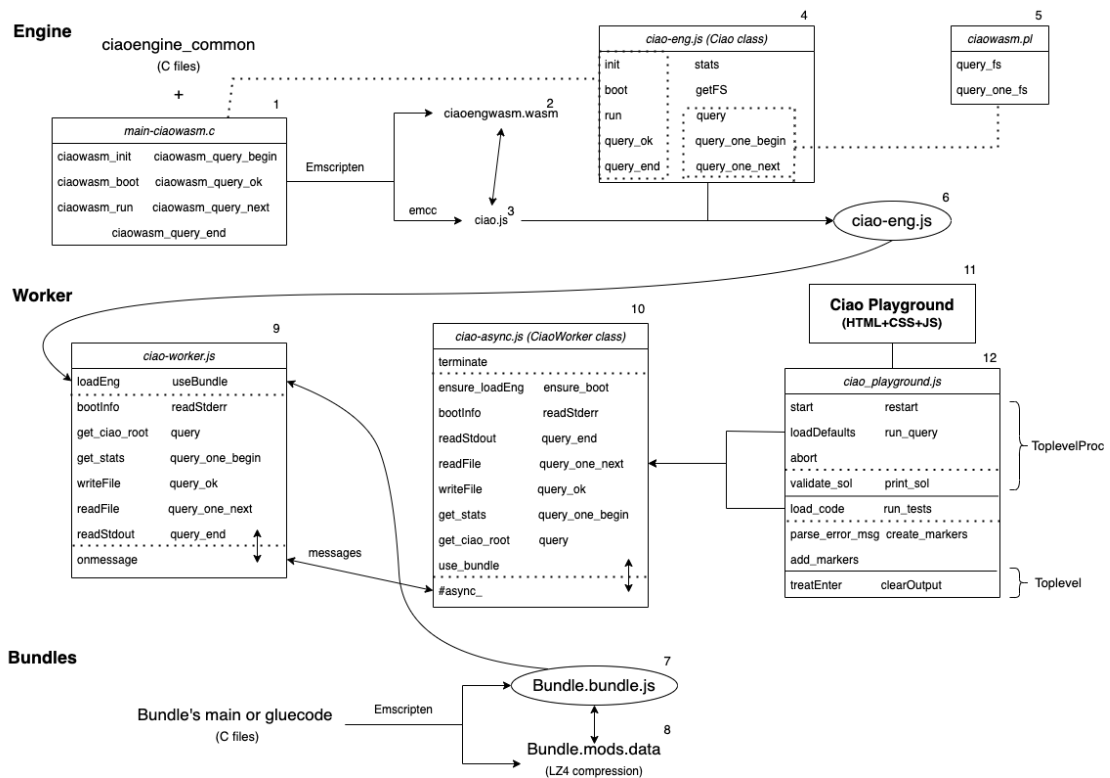 Engine
ciaoengine_common
(C files)
+
1
main-ciaowasm.c
ciaowasm_init ciaowasm_query_begin
ciaowasm_boot ciaowasm_query_ok
ciaowasm_run ciaowasm_query_next
ciaowasm_query_end
Emscripten
emcc
2
ciaoengwasm.wasm
ciao.js
3
4
ciao-eng.js (Ciao class)
init stats
boot getFS
run query
query_ok query_one_begin
query_end query_one_next
5
ciaowasm.pl
query_fs
query_one_fs
6
ciao-eng.js
Worker
9
ciao-worker.js
loadEng useBundle
bootInfo readStderr
get_ciao_root query
get_stats query_one_begin
writeFile query_ok
readFile query_one_next
readStdout query_end
onmessage
messages
10
ciao-async.js (CiaoWorker class)
terminate
ensure_loadEng ensure_boot
bootInfo readStderr
readStdout query_end
readFile query_one_next
writeFile query_ok
get_stats query_one_begin
get_ciao_root query
use_bundle
#async_
11
Ciao Playground
(HTML+CSS+JS)
12
ciao_playground.js
start restart
loadDefaults run_query
abort
validate_sol print_sol
load_code run_tests
parse_error_msg create_markers
add_markers
treatEnter clearOutput
ToplevelProc
Toplevel
Bundles
Bundle's main or gluecode
(C files)
Emscripten
7
Bundle.bundle.js
8
Bundle.mods.data
(LZ4 compression)